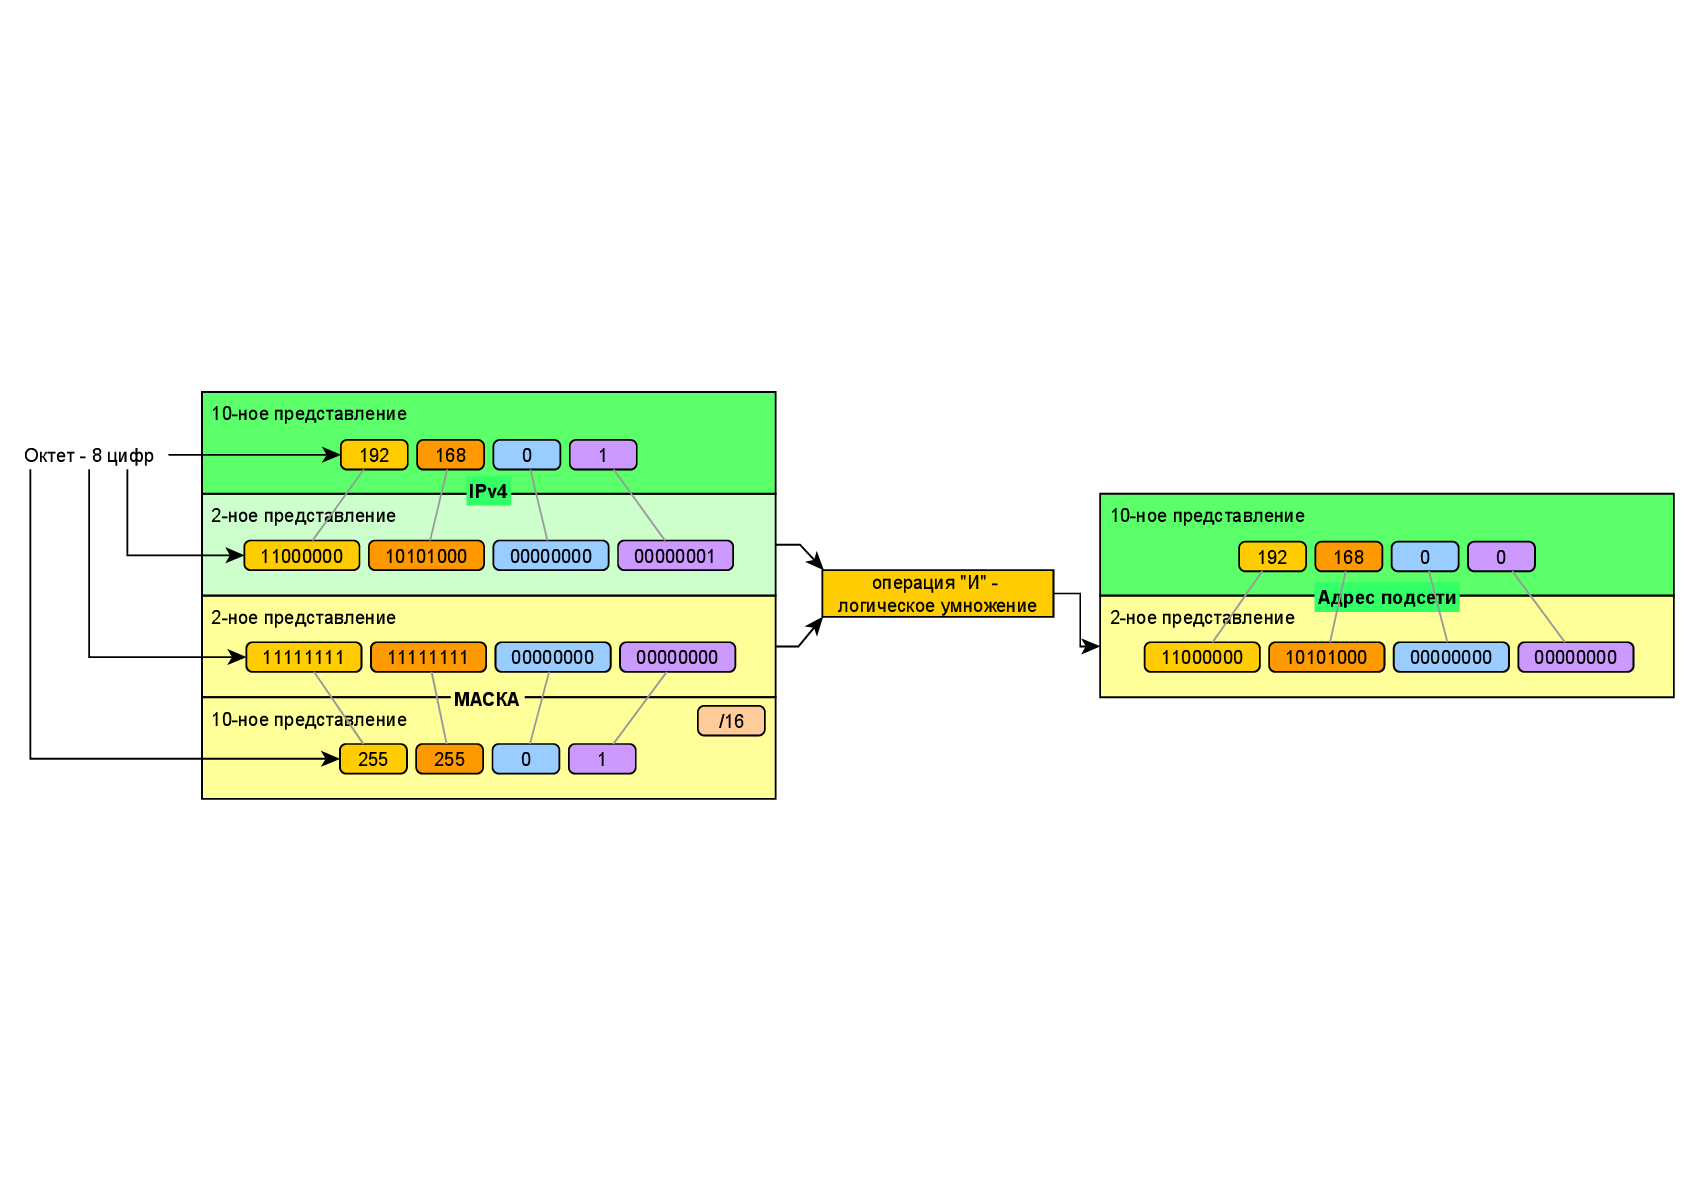 Октет - 8 цифр
10-ное представление
192 168 0 1
IPv4
2-ное представление
11000000 10101000 00000000 00000001
2-ное представление
11111111 11111111 00000000 00000000
МАСКА
10-ное представление
/16
255 255 0 1
операция "И" -
логическое умножение
10-ное представление
192 168 0 0
Адрес подсети
2-ное представление
11000000 10101000 00000000 00000000